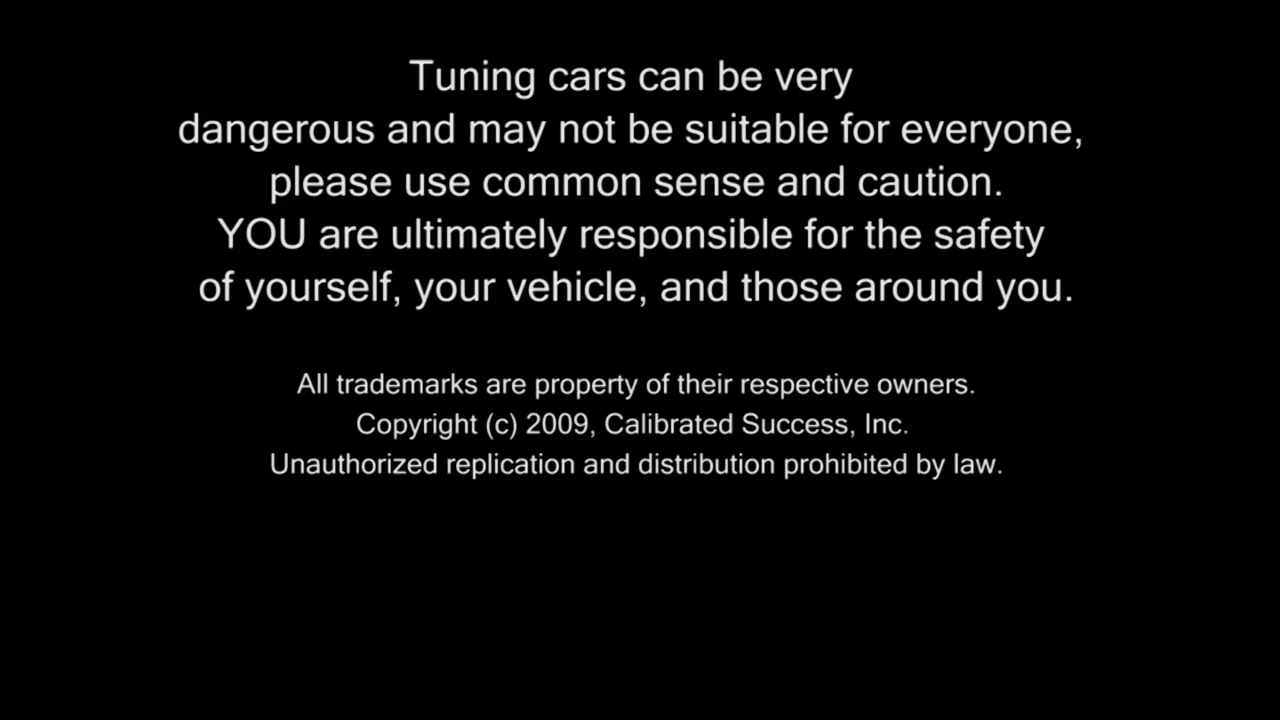 Tuning cars can be very
dangerous and may not be suitable for everyone,
please use common sense and caution.
YOU are ultimately responsible for the safety
of yourself, your vehicle, and those around you.
All trademarks are property of their respective owners.
Copyright (c) 2009, Calibrated Success, Inc.
Unauthorized replication and distribution prohibited by law.